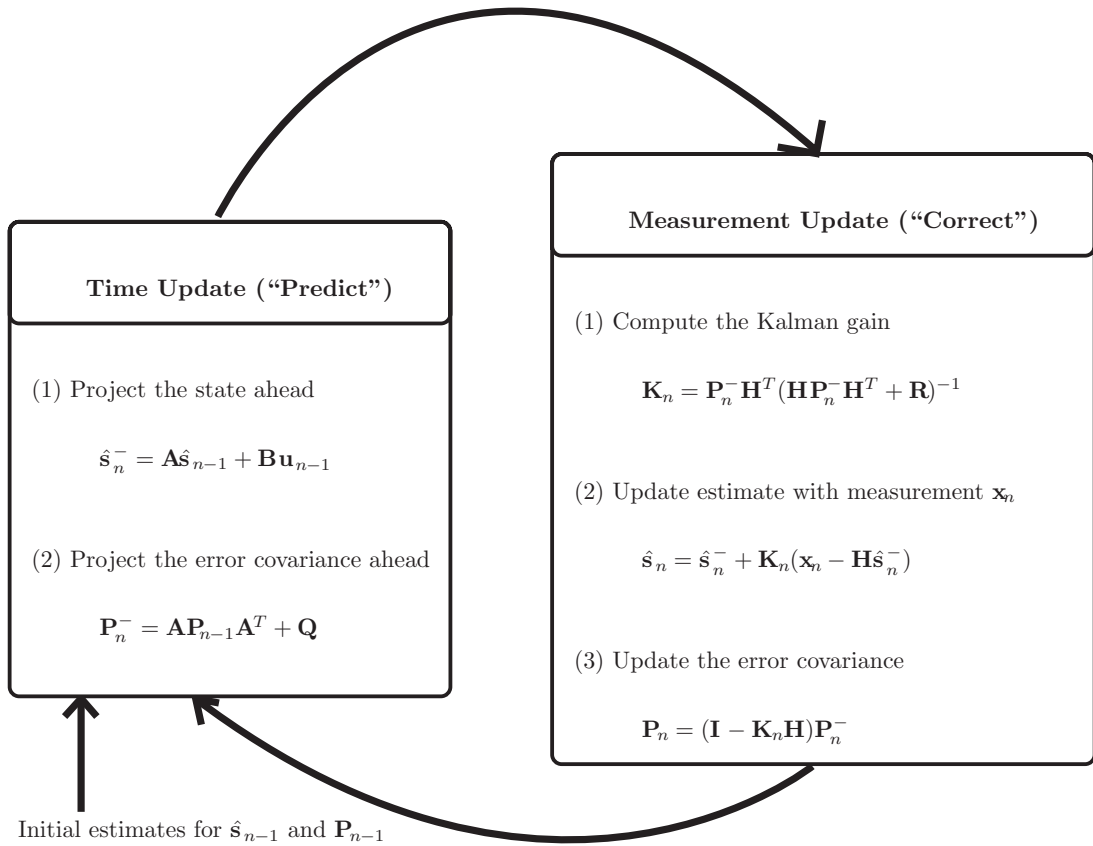 Time Update (“Predict”)
(1) Project the state ahead
ŝ⁻ₙ = Aŝₙ₋₁ + Buₙ₋₁
(2) Project the error covariance ahead
P⁻ₙ = APₙ₋₁Aᵀ + Q
Initial estimates for ŝₙ₋₁ and Pₙ₋₁
Measurement Update (“Correct”)
(1) Compute the Kalman gain
Kₙ = P⁻ₙHᵀ(HP⁻ₙHᵀ + R)⁻¹
(2) Update estimate with measurement xₙ
ŝₙ = ŝ⁻ₙ + Kₙ(xₙ − Hŝ⁻ₙ)
(3) Update the error covariance
Pₙ = (I − KₙH)P⁻ₙ